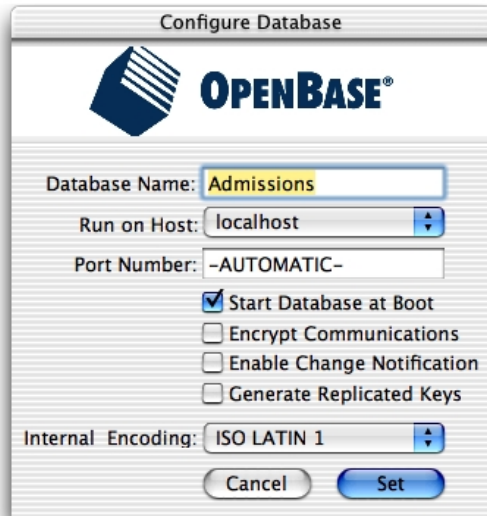 Configure Database
OPENBASE®
Database Name: Admissions
Run on Host: localhost
Port Number: -AUTOMATIC-
Start Database at Boot
Encrypt Communications
Enable Change Notification
Generate Replicated Keys
Internal Encoding: ISO LATIN 1
Cancel Set